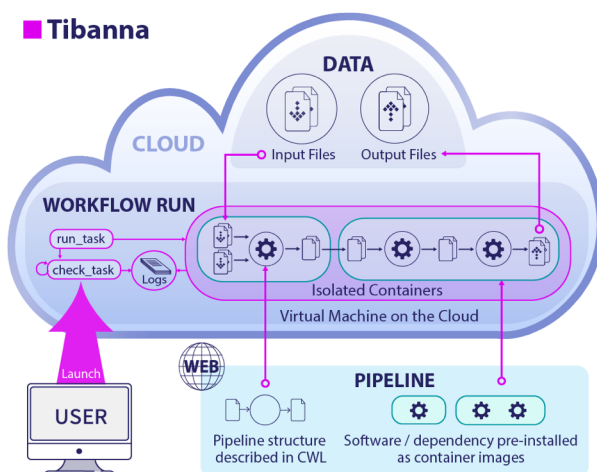 Tibanna
DATA
CLOUD
Input Files
Output Files
WORKFLOW RUN
run_task
check_task
Logs
Isolated Containers
Virtual Machine on the Cloud
Launch
USER
WEB
PIPELINE
Pipeline structure
described in CWL
Software / dependency pre-installed
as container images